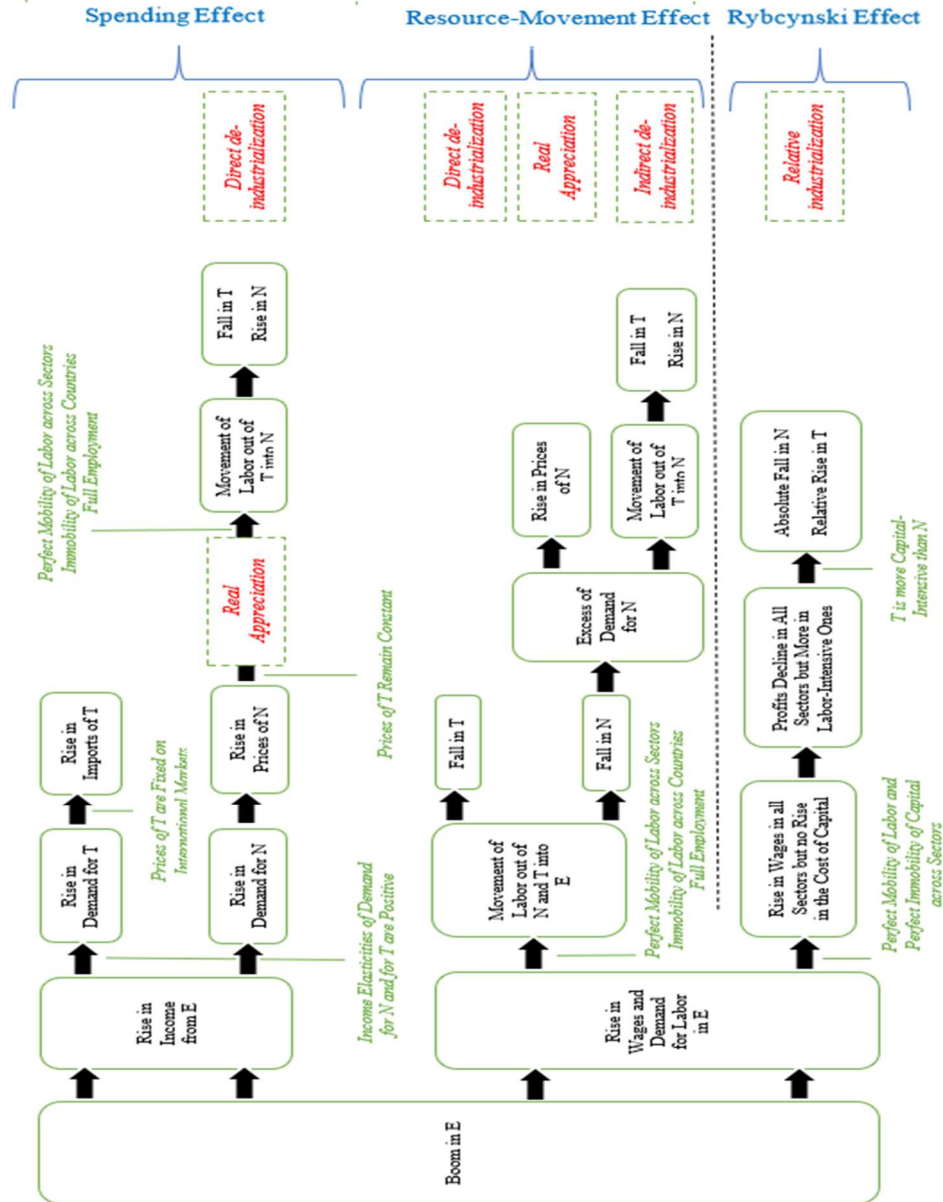 Spending Effect
Resource-Movement Effect
Rybcynski Effect
Direct de-
industrialization
Direct de-
industrialization
Real
Appreciation
Indirect de-
industrialization
Relative
industrialization
Fall in T
Rise in N
Perfect Mobility of Labor across Sectors
Immobility of Labor across Countries
Full Employment
Movement of
Labor out of
T into N
Real
Appreciation
Prices of T Remain Constant
Rise in
Imports of T
Rise in
Prices of N
Prices of T are Fixed on
International Markets
Rise in
Demand for T
Rise in
Demand for N
Income Elasticities of Demand
for N and for T are Positive
Rise in
Income
from E
Fall in T
Rise in N
Rise in Prices
of N
Movement of
Labor out of
T into N
Excess of
Demand
for N
Fall in T
Fall in N
Movement of
Labor out of
N and T into
E
Perfect Mobility of Labor across Sectors
Immobility of Labor across Countries
Full Employment
Absolute Fall in N
Relative Rise in T
T is more Capital-
Intensive than N
Profits Decline in All
Sectors but More in
Labor-Intensive Ones
Rise in Wages in all
Sectors but no Rise
in the Cost of Capital
Perfect Mobility of Labor and
Perfect Immobility of Capital
across Sectors
Rise in
Wages and
Demand
for Labor
in E
Boom in E